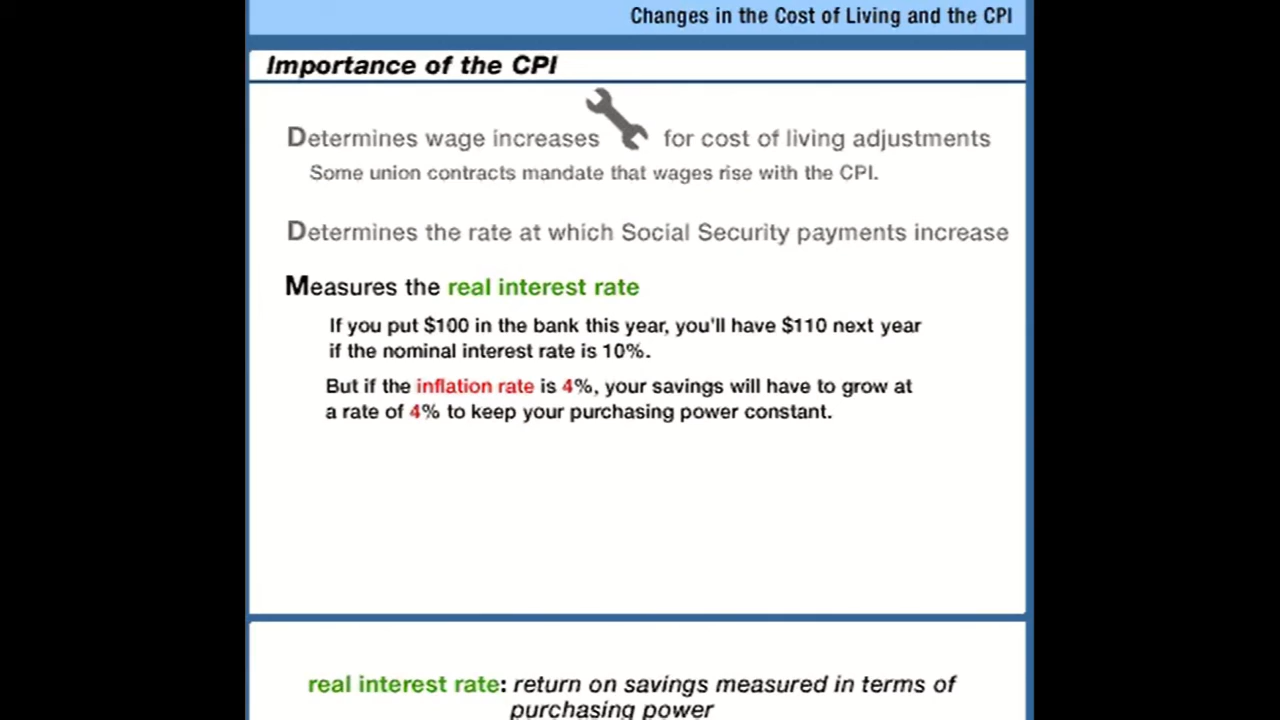 Changes in the Cost of Living and the CPI
Importance of the CPI
Determines wage increases for cost of living adjustments
Some union contracts mandate that wages rise with the CPI.
Determines the rate at which Social Security payments increase
Measures the real interest rate
If you put $100 in the bank this year, you'll have $110 next year
if the nominal interest rate is 10%.
But if the inflation rate is 4%, your savings will have to grow at
a rate of 4% to keep your purchasing power constant.
real interest rate: return on savings measured in terms of
purchasing power